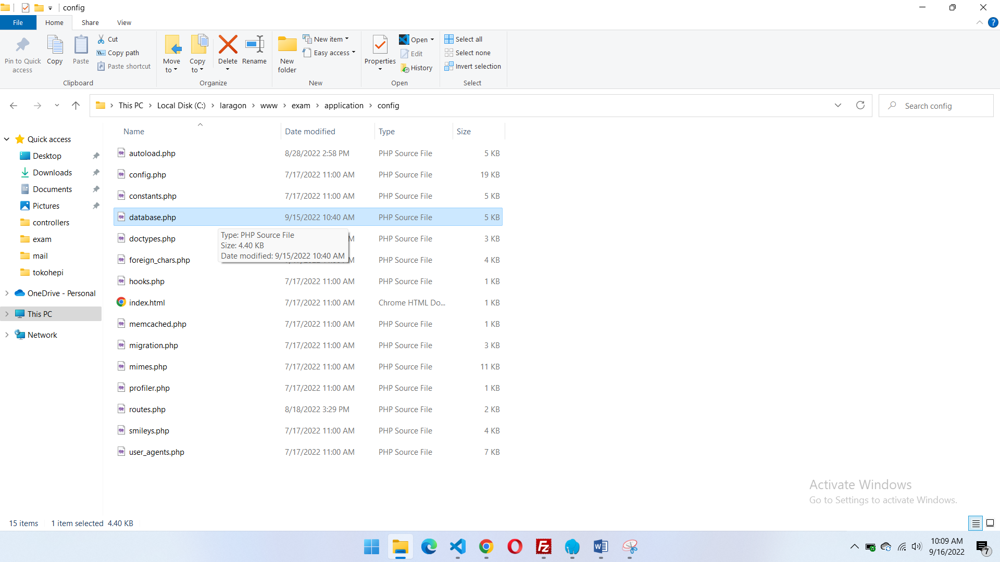 config
File
Home
Share
View
Pin to Quick access
Copy
Paste
Cut
Copy path
Paste shortcut
Clipboard
Move to
Copy to
Delete
Rename
Organize
New folder
New item
Easy access
New
Properties
Open
Edit
History
Open
Select all
Select none
Invert selection
Select
This PC
Local Disk (C:)
laragon
www
exam
application
config
Search config
Quick access
Desktop
Downloads
Documents
Pictures
controllers
exam
mail
tokohepi
OneDrive - Personal
This PC
Network
Name Date modified Type Size
autoload.php 8/28/2022 2:58 PM PHP Source File 5 KB
config.php 7/17/2022 11:00 AM PHP Source File 19 KB
constants.php 7/17/2022 11:00 AM PHP Source File 5 KB
database.php 9/15/2022 10:40 AM PHP Source File 5 KB
Type: PHP Source File
Size: 4.40 KB
Date modified: 9/15/2022 10:40 AM
doctypes.php PHP Source File 3 KB
foreign_chars.php PHP Source File 4 KB
hooks.php 7/17/2022 11:00 AM PHP Source File 1 KB
index.html 7/17/2022 11:00 AM Chrome HTML Do... 1 KB
memcached.php 7/17/2022 11:00 AM PHP Source File 1 KB
migration.php 7/17/2022 11:00 AM PHP Source File 3 KB
mimes.php 7/17/2022 11:00 AM PHP Source File 11 KB
profiler.php 7/17/2022 11:00 AM PHP Source File 1 KB
routes.php 8/18/2022 3:29 PM PHP Source File 2 KB
smileys.php 7/17/2022 11:00 AM PHP Source File 4 KB
user_agents.php 7/17/2022 11:00 AM PHP Source File 7 KB
Activate Windows
Go to Settings to activate Windows.
15 items 1 item selected 4.40 KB
10:09 AM
9/16/2022
7